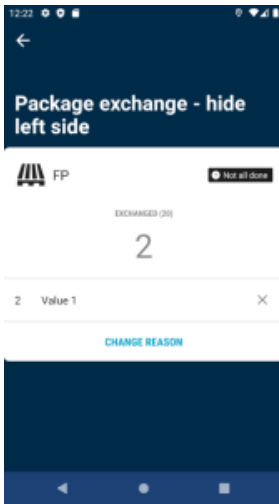 12:22
Package exchange - hide
left side
FP
Not all done
EXCHANGED (20)
2
2 Value 1
CHANGE REASON